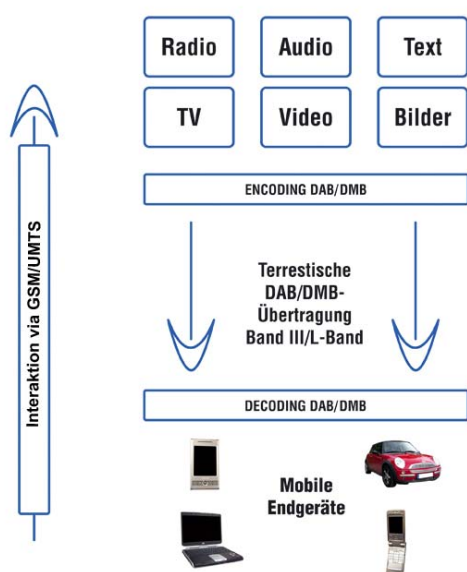 Radio
Audio
Text
TV
Video
Bilder
ENCODING DAB/DMB
Interaktion via GSM/UMTS
Terrestische
DAB/DMB-
Übertragung
Band III/L-Band
DECODING DAB/DMB
Mobile
Endgeräte